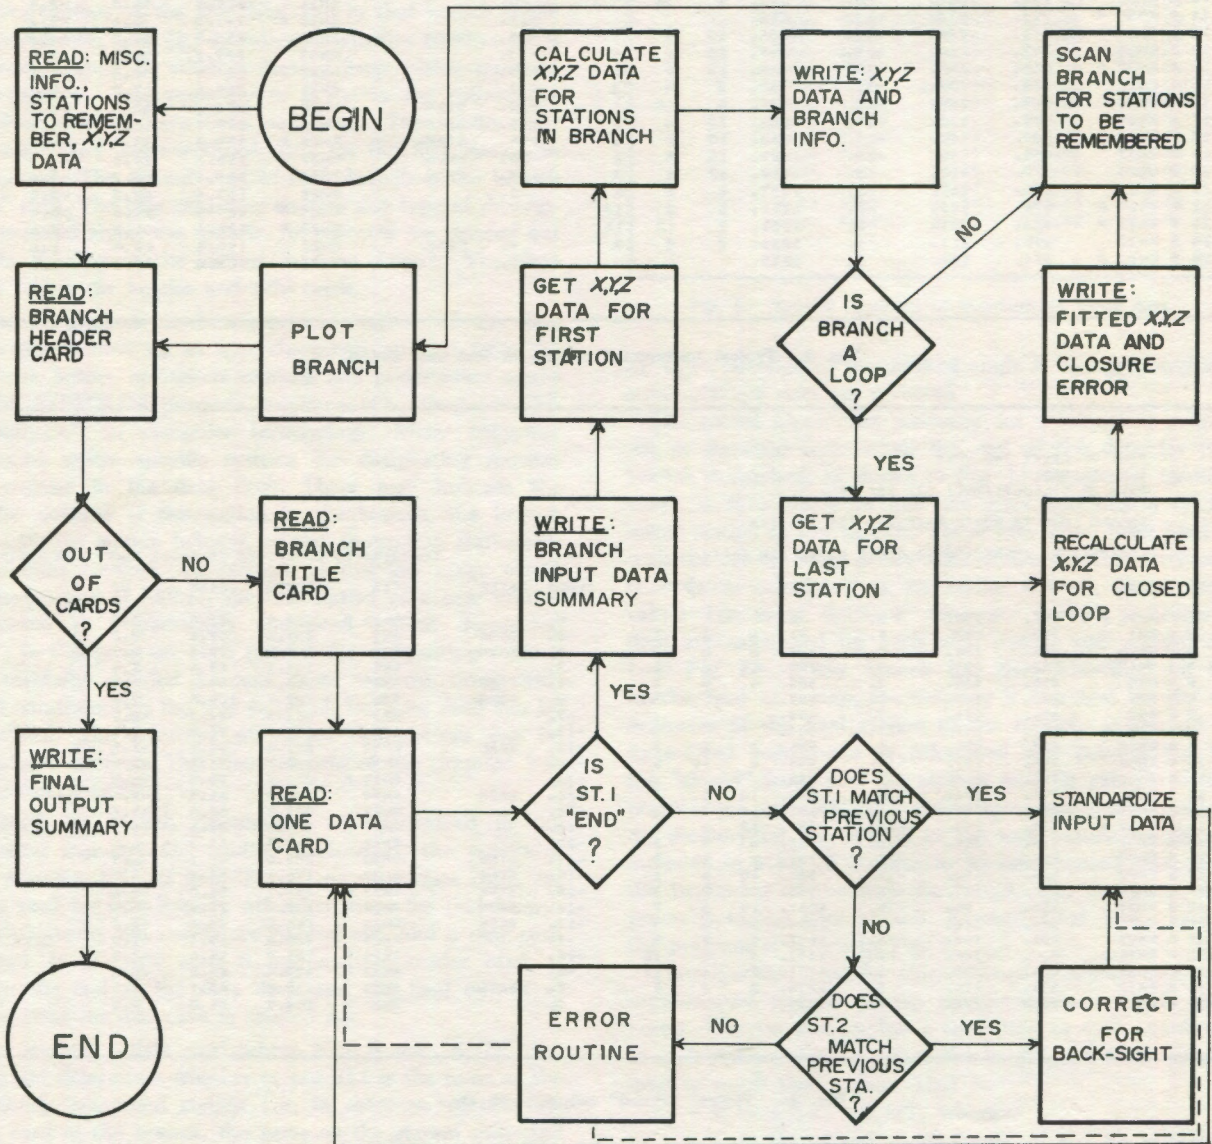 READ: MISC.
INFO.,
STATIONS
TO REMEM-
BER, X,Y,Z
DATA
BEGIN
CALCULATE
X,Y,Z DATA
FOR
STATIONS
IN BRANCH
WRITE: X,Y,Z
DATA AND
BRANCH
INFO.
SCAN
BRANCH
FOR STATIONS
TO BE
REMEMBERED
NO
READ:
BRANCH
HEADER
CARD
PLOT
BRANCH
GET X,Y,Z
DATA FOR
FIRST
STATION
IS
BRANCH
A
LOOP
?
WRITE:
FITTED X,Y,Z
DATA AND
CLOSURE
ERROR
YES
OUT
OF
CARDS
?
NO
READ:
BRANCH
TITLE
CARD
WRITE:
BRANCH
INPUT DATA
SUMMARY
GET X,Y,Z
DATA FOR
LAST
STATION
RECALCULATE
X,Y,Z DATA
FOR CLOSED
LOOP
YES
YES
WRITE:
FINAL
OUTPUT
SUMMARY
READ:
ONE DATA
CARD
IS
ST. 1
"END"
?
NO
DOES
ST. 1 MATCH
PREVIOUS
STATION
?
YES
STANDARDIZE
INPUT DATA
NO
END
ERROR
ROUTINE
NO
DOES
ST.2
MATCH
PREVIOUS
STA.
?
YES
CORRECT
FOR
BACK-SIGHT